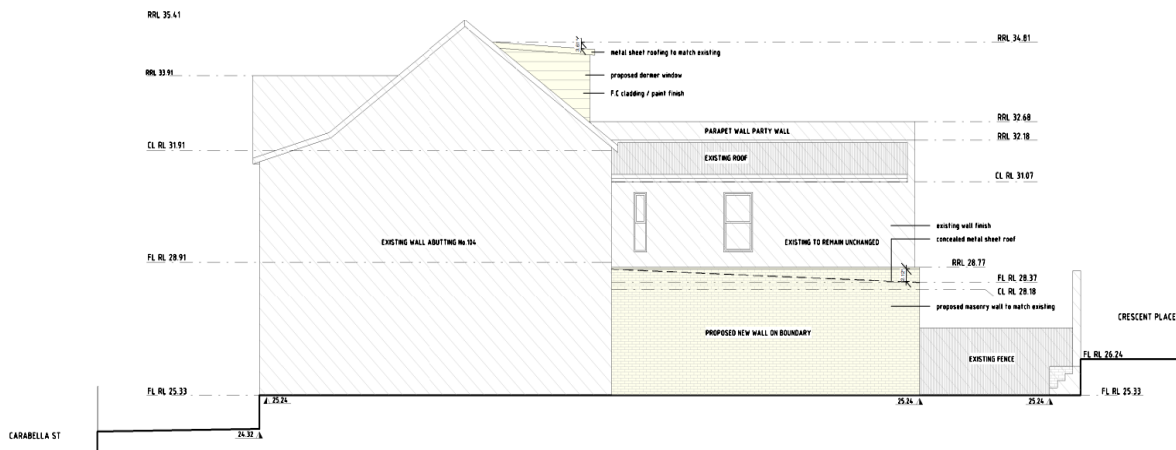 RRL 35.41
RRL 34.81
metal sheet roofing to match existing
RRL 33.91
proposed dormer window
F.C cladding / paint finish
RRL 32.68
PARAPET WALL PARTY WALL
RRL 32.18
CL RL 31.91
EXISTING ROOF
CL RL 31.07
existing wall finish
EXISTING WALL ABUTTING No.104
EXISTING TO REMAIN UNCHANGED
concealed metal sheet roof
FL RL 28.91
RRL 28.77
FL RL 28.37
CL RL 28.18
proposed masonry wall to match existing
CRESCENT PLACE
PROPOSED NEW WALL ON BOUNDARY
EXISTING FENCE
FL RL 26.24
FL RL 25.33
FL RL 25.33
25.24
25.24
25.24
24.32
CARABELLA ST